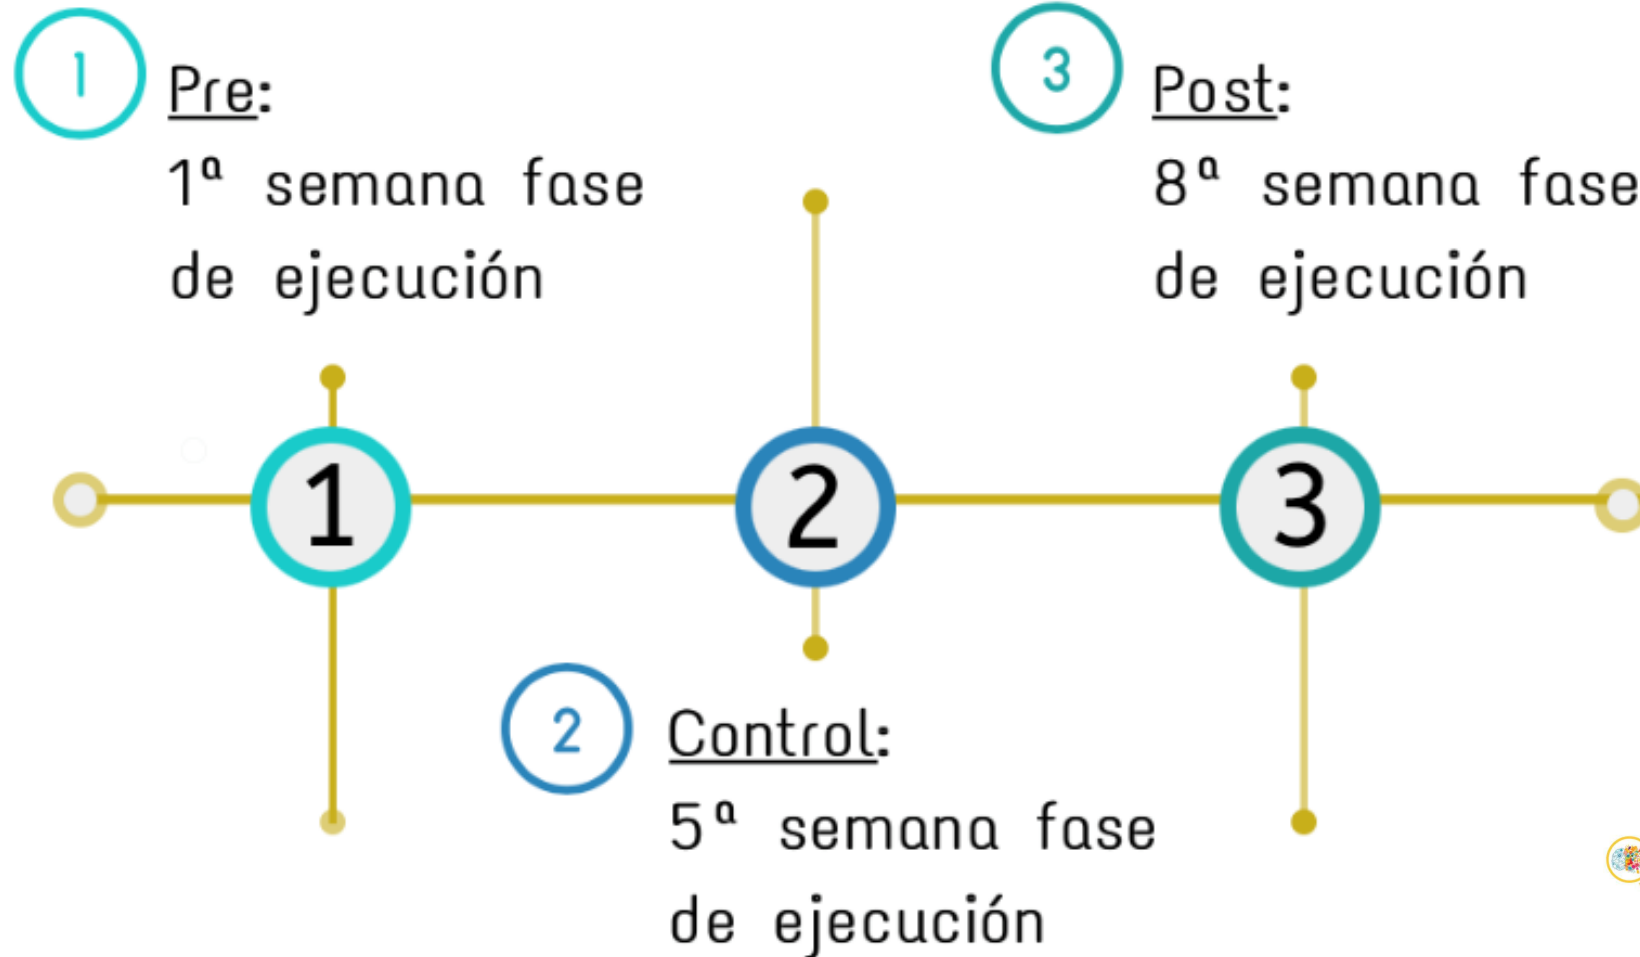 1
Pre:
1ª semana fase
de ejecución
3
Post:
8ª semana fase
de ejecución
1
2
3
2
Control:
5ª semana fase
de ejecución